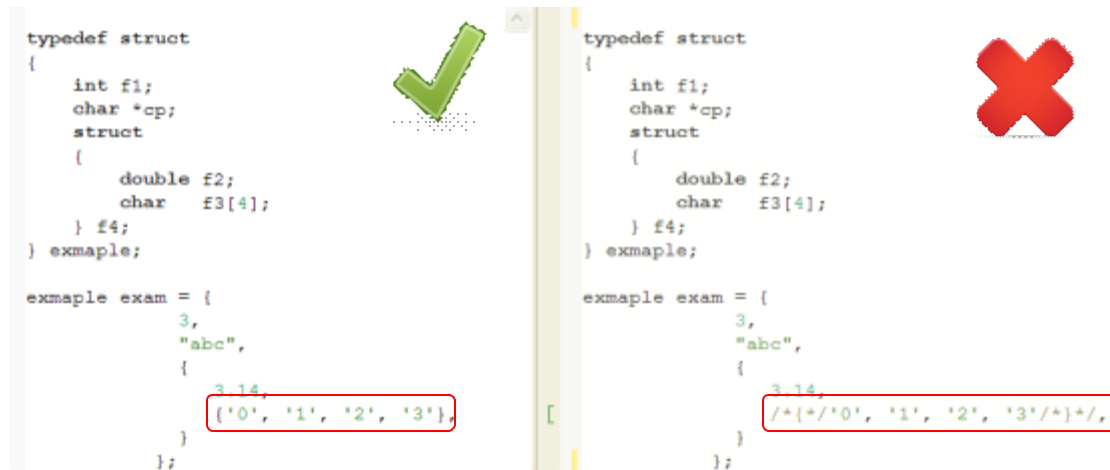 typedef struct
{
int f1;
char *cp;
struct
{
double f2;
char f3[4];
} f4;
} exmaple;
exmaple exam = {
3,
"abc",
{
3.14,
{'0', '1', '2', '3'},
}
};
[
typedef struct
{
int f1;
char *cp;
struct
{
double f2;
char f3[4];
} f4;
} exmaple;
exmaple exam = {
3,
"abc",
{
3.14,
/*{*/'0', '1', '2', '3'/*}*/,
}
};